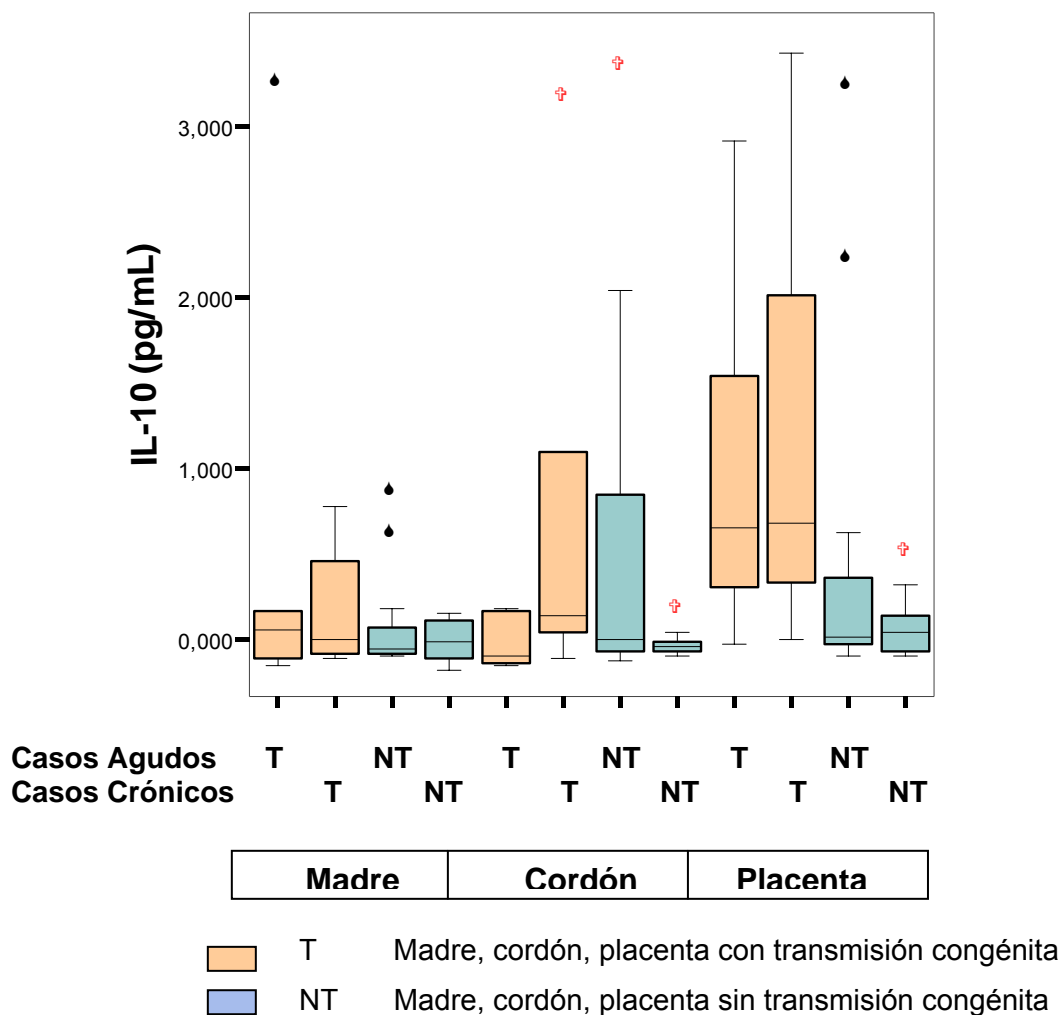 3,000
2,000
1,000
0,000
IL-10 (pg/mL)
Casos Agudos T NT T NT T NT
Casos Crónicos T NT T NT T NT
Madre Cordón Placenta
T Madre, cordón, placenta con transmisión congénita
NT Madre, cordón, placenta sin transmisión congénita